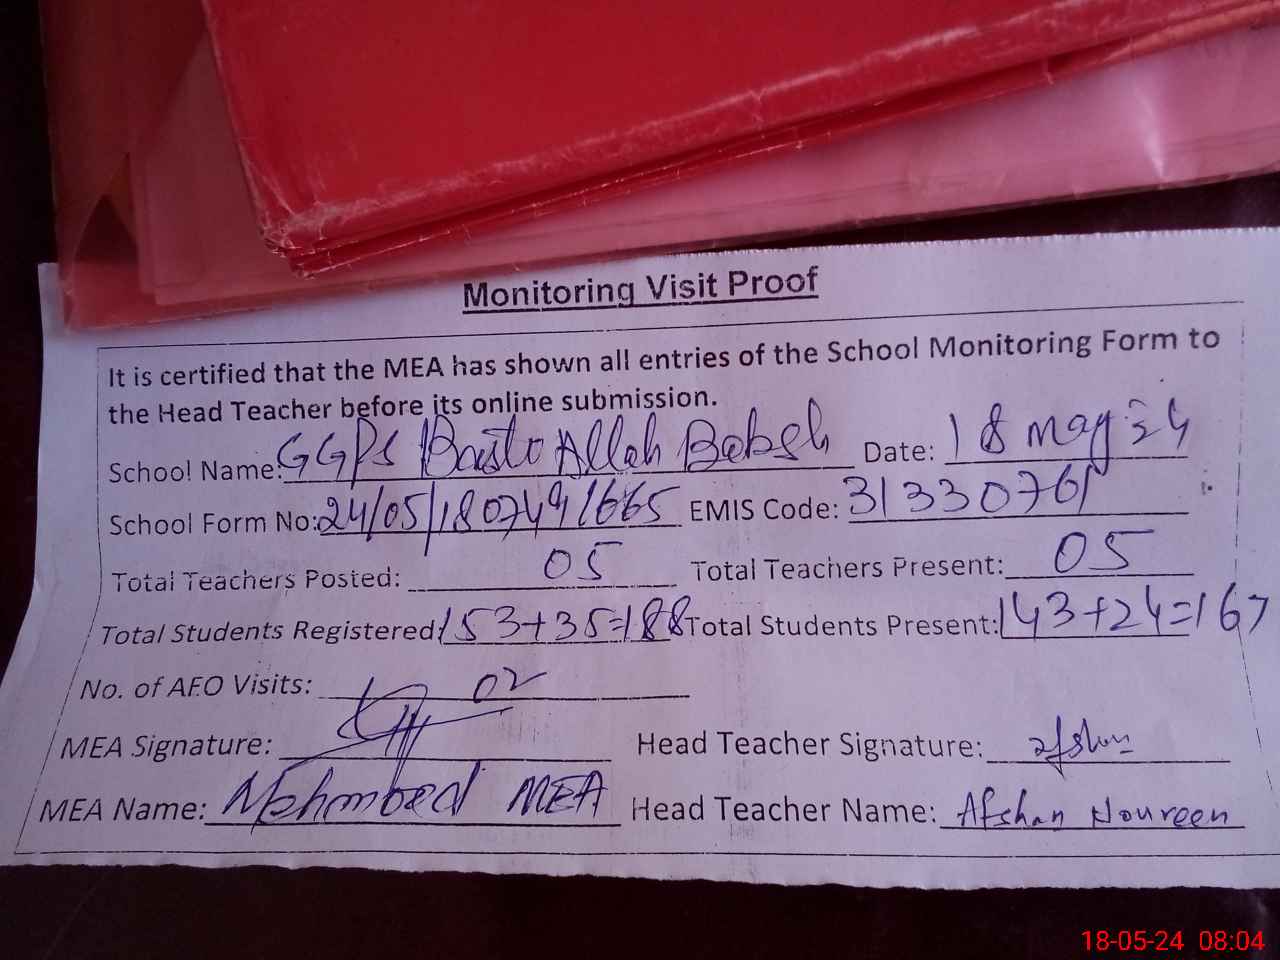 Monitoring Visit Proof
It is certified that the MEA has shown all entries of the School Monitoring Form to
the Head Teacher before its online submission.
School Name: GGPS Basti Allah Baksh Date: 18 May 24
School Form No: 24/05/1807491665 EMIS Code: 31330761
Total Teachers Posted: 05 Total Teachers Present: 05
Total Students Registered: 153+35=188 Total Students Present: 143+24=167
No. of AEO Visits: 02
MEA Signature: Head Teacher Signature: afshan
MEA Name: MEA Head Teacher Name: Afshan Noureen
18-05-24 08:04